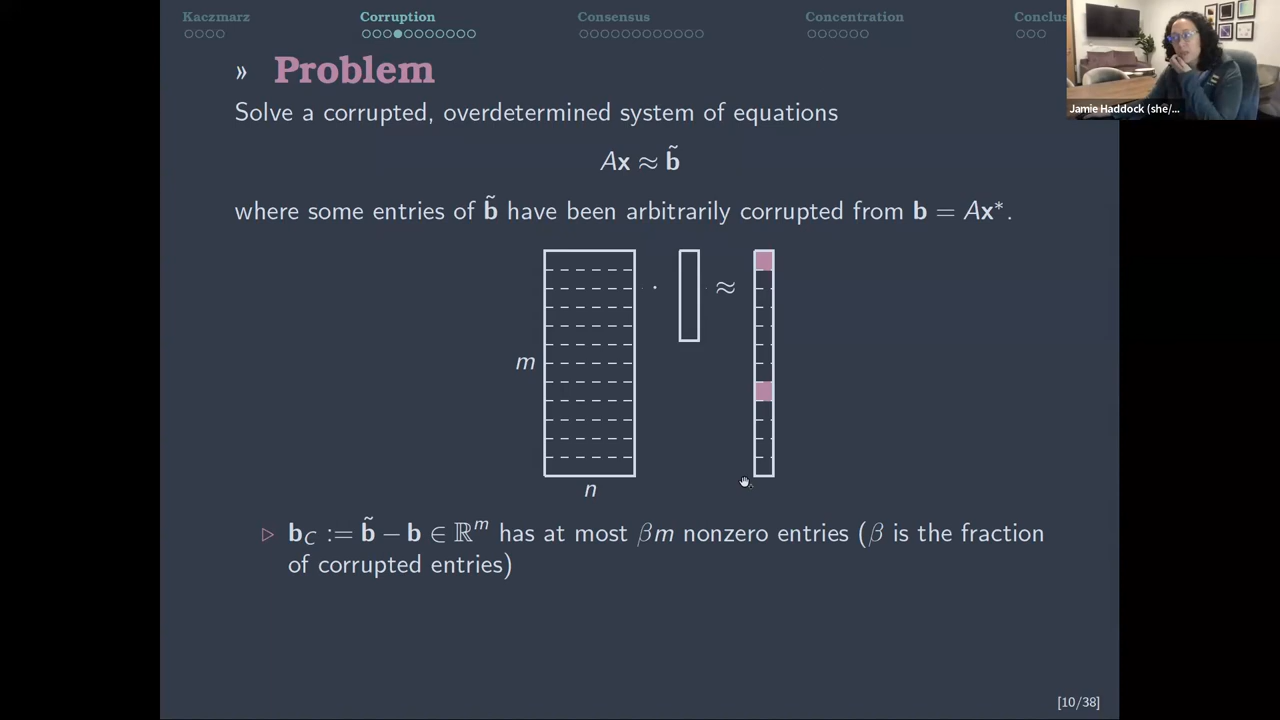 Kaczmarz Corruption Consensus Concentration Conclus
» Problem
Solve a corrupted, overdetermined system of equations
Ax ≈ b̃
where some entries of b̃ have been arbitrarily corrupted from b = Ax*.
· ≈
m
n
▷ b_C := b̃ − b ∈ ℝ^m has at most βm nonzero entries (β is the fraction
of corrupted entries)
[10/38]
Jamie Haddock (she/...